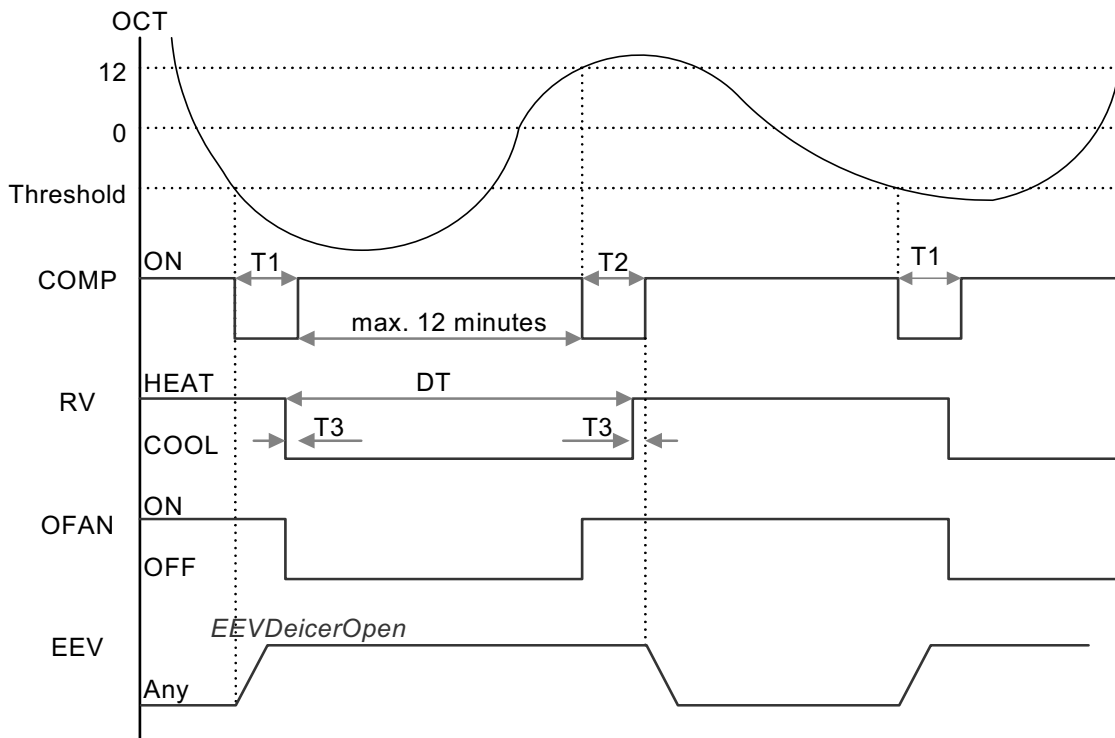 OCT
12
0
Threshold
COMP
ON
T1
T2
T1
max. 12 minutes
RV
HEAT
DT
COOL
T3
T3
OFAN
ON
OFF
EEV
EEVDeicerOpen
Any